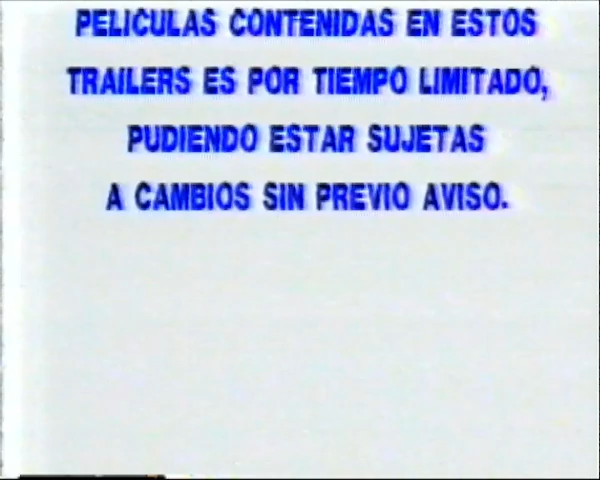 PELICULAS CONTENIDAS EN ESTOS
TRAILERS ES POR TIEMPO LIMITADO,
PUDIENDO ESTAR SUJETAS
A CAMBIOS SIN PREVIO AVISO.